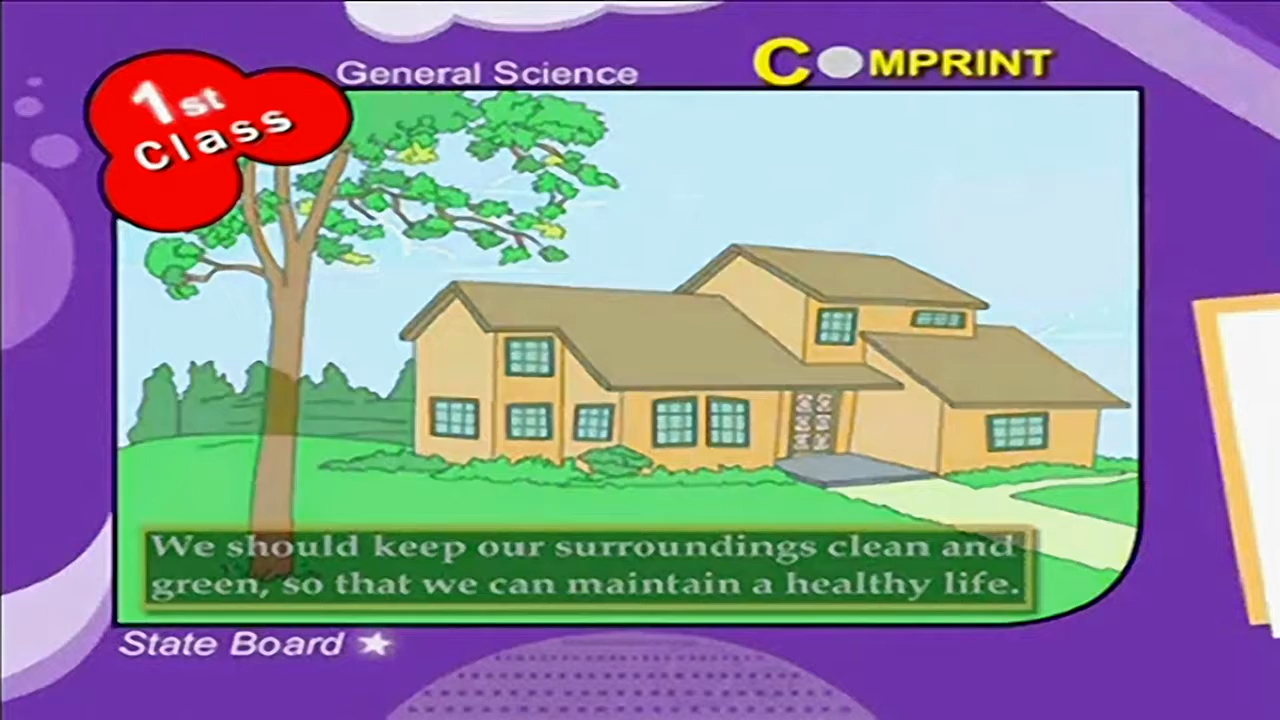 General Science
COMPRINT
1st
Class
We should keep our surroundings clean and
green, so that we can maintain a healthy life.
State Board